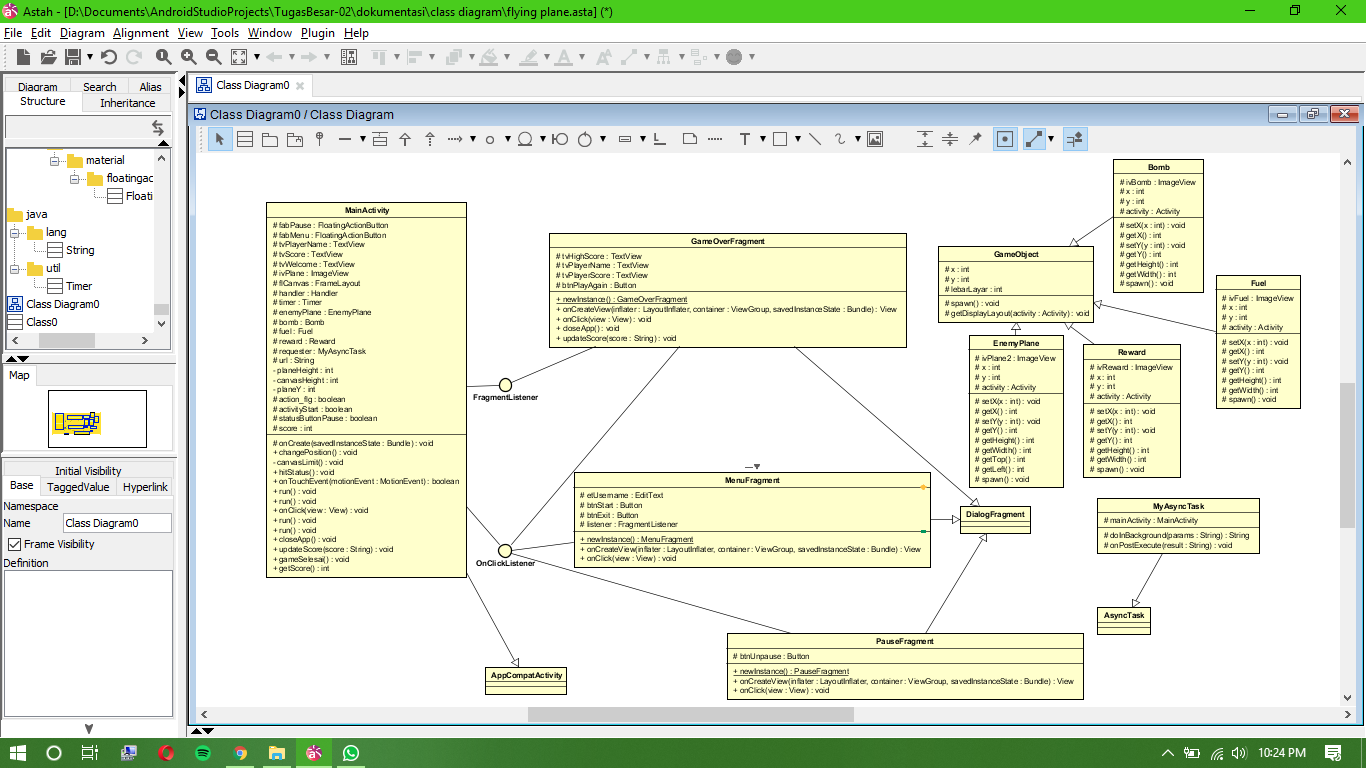 Astah - [D:\Documents\AndroidStudioProjects\TugasBesar-02\dokumentasi\class diagram\flying plane.asta] (*)
File Edit Diagram Alignment View Tools Window Plugin Help
Diagram Search Alias
Structure Inheritance
material
floatingac
Floati
java
lang
String
util
Timer
Class Diagram0
Class0
Map
Initial Visibility
Base TaggedValue Hyperlink
Namespace
Name Class Diagram0
Frame Visibility
Definition
Class Diagram0
Class Diagram0 / Class Diagram
T
A
A
MainActivity
# fabPause : FloatingActionButton
# fabMenu : FloatingActionButton
# tvPlayerName : TextView
# tvScore : TextView
# tvWelcome : TextView
# ivPlane : ImageView
# flCanvas : FrameLayout
# handler : Handler
# timer : Timer
# enemyPlane : EnemyPlane
# bomb : Bomb
# fuel : Fuel
# reward : Reward
# requester : MyAsyncTask
# url : String
- planeHeight : int
- canvasHeight : int
- planeY : int
# action_flg : boolean
# activityStart : boolean
# statusButtonPause : boolean
# score : int
# onCreate(savedInstanceState : Bundle) : void
+ changePosition() : void
- canvasLimit() : void
+ hitStatus() : void
+ onTouchEvent(motionEvent : MotionEvent) : boolean
+ run() : void
+ run() : void
+ onClick(view : View) : void
+ run() : void
+ run() : void
+ closeApp() : void
+ updateScore(score : String) : void
+ gameSelesai() : void
+ getScore() : int
FragmentListener
OnClickListener
AppCompatActivity
GameOverFragment
# tvHighScore : TextView
# tvPlayerName : TextView
# tvPlayerScore : TextView
# btnPlayAgain : Button
+ newInstance() : GameOverFragment
+ onCreateView(inflater : LayoutInflater, container : ViewGroup, savedInstanceState : Bundle) : View
+ onClick(view : View) : void
+ closeApp() : void
+ updateScore(score : String) : void
MenuFragment
# etUsername : EditText
# btnStart : Button
# btnExit : Button
# listener : FragmentListener
+ newInstance() : MenuFragment
+ onCreateView(inflater : LayoutInflater, container : ViewGroup, savedInstanceState : Bundle) : View
+ onClick(view : View) : void
PauseFragment
# btnUnpause : Button
+ newInstance() : PauseFragment
+ onCreateView(inflater : LayoutInflater, container : ViewGroup, savedInstanceState : Bundle) : View
+ onClick(view : View) : void
DialogFragment
GameObject
# x : int
# y : int
# lebarLayar : int
# spawn() : void
# getDisplayLayout(activity : Activity) : void
Bomb
# ivBomb : ImageView
# x : int
# y : int
# activity : Activity
# setX(x : int) : void
# getX() : int
# setY(y : int) : void
# getY() : int
# getHeight() : int
# getWidth() : int
# spawn() : void
Fuel
# ivFuel : ImageView
# x : int
# y : int
# activity : Activity
# setX(x : int) : void
# getX() : int
# setY(y : int) : void
# getY() : int
# getHeight() : int
# getWidth() : int
# spawn() : void
EnemyPlane
# ivPlane2 : ImageView
# x : int
# y : int
# activity : Activity
# setX(x : int) : void
# getX() : int
# setY(y : int) : void
# getY() : int
# getHeight() : int
# getWidth() : int
# getTop() : int
# getLeft() : int
# spawn() : void
Reward
# ivReward : ImageView
# x : int
# y : int
# activity : Activity
# setX(x : int) : void
# getX() : int
# setY(y : int) : void
# getY() : int
# getHeight() : int
# getWidth() : int
# spawn() : void
MyAsyncTask
# mainActivity : MainActivity
# doInBackground(params : String) : String
# onPostExecute(result : String) : void
AsyncTask
10:24 PM